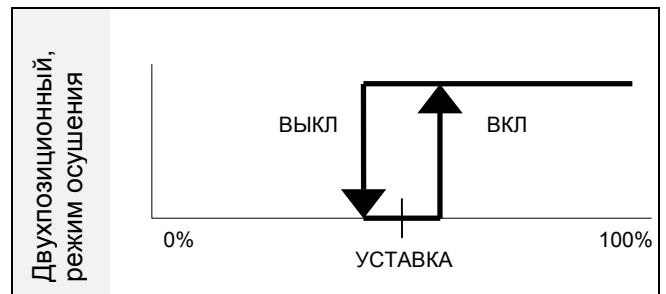 Двухпозиционный,
режим осушения
ВЫКЛ
ВКЛ
0%
УСТАВКА
100%